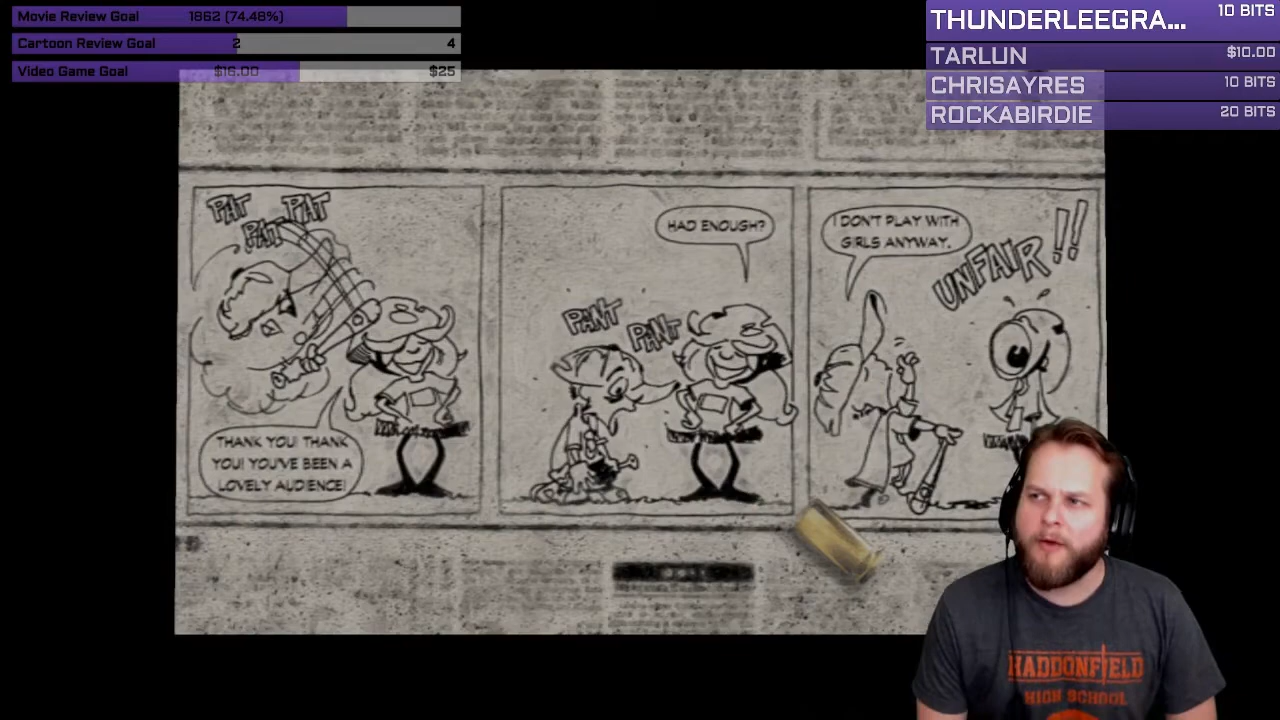 Movie Review Goal 1862 (74.48%)
Cartoon Review Goal 2 4
Video Game Goal $16.00 $25
THUNDERLEEGRA... 10 BITS
TARLUN $10.00
CHRISAYRES 10 BITS
ROCKABIRDIE 20 BITS
PAT
PAT
PAT
THANK YOU! THANK
YOU! YOU'VE BEEN A
LOVELY AUDIENCE!
HAD ENOUGH?
PANT
PANT
I DON'T PLAY WITH
GIRLS ANYWAY.
UNFAIR!!
HADDONFIELD
HIGH SCHOOL